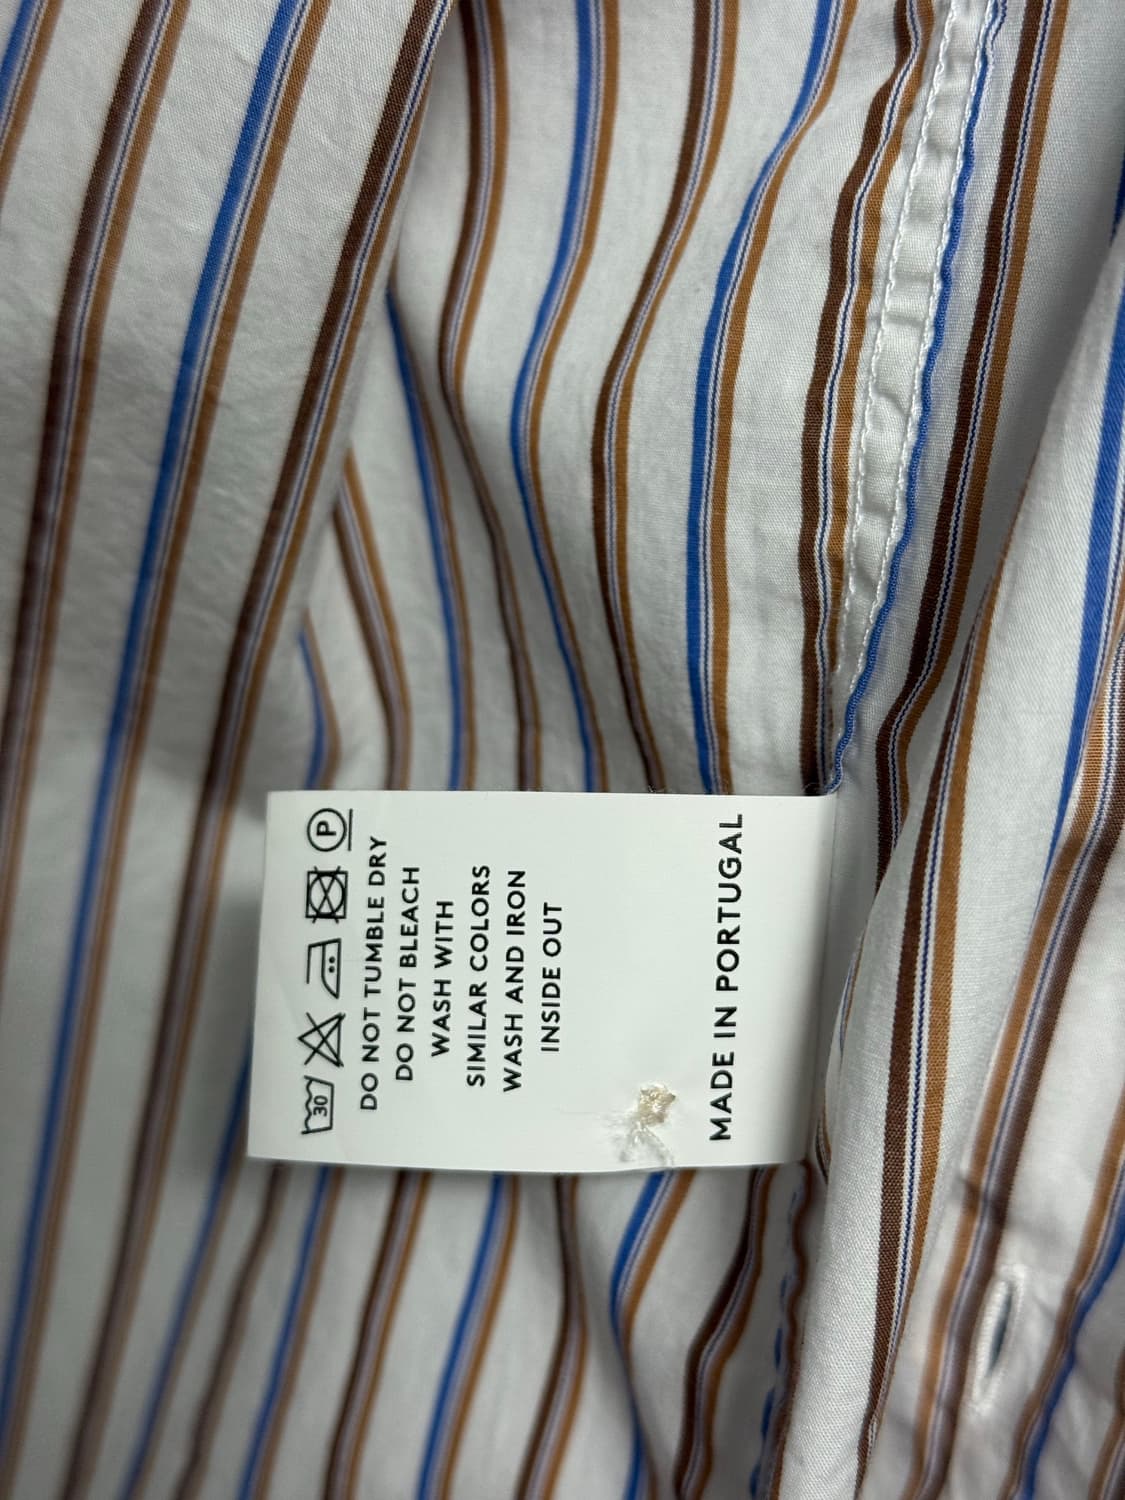 30 P
DO NOT TUMBLE DRY
DO NOT BLEACH
WASH WITH
SIMILAR COLORS
WASH AND IRON
INSIDE OUT
MADE IN PORTUGAL